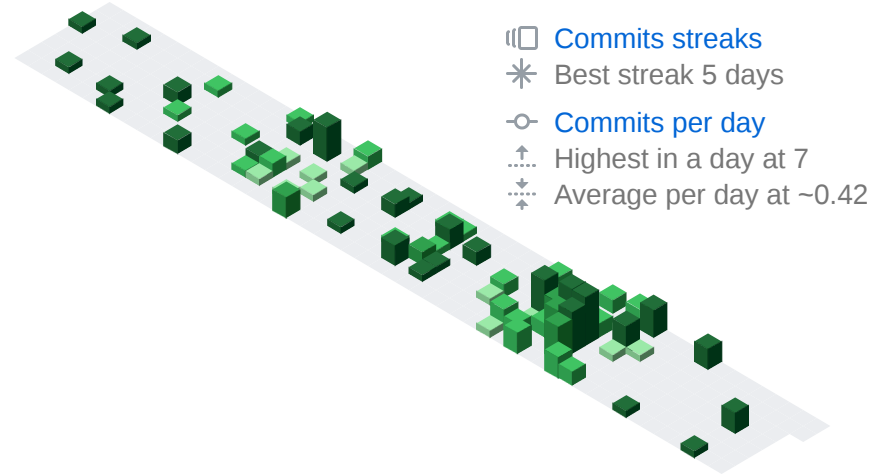 Commits streaks
Best streak 5 days
Commits per day
Highest in a day at 7
Average per day at ~0.42